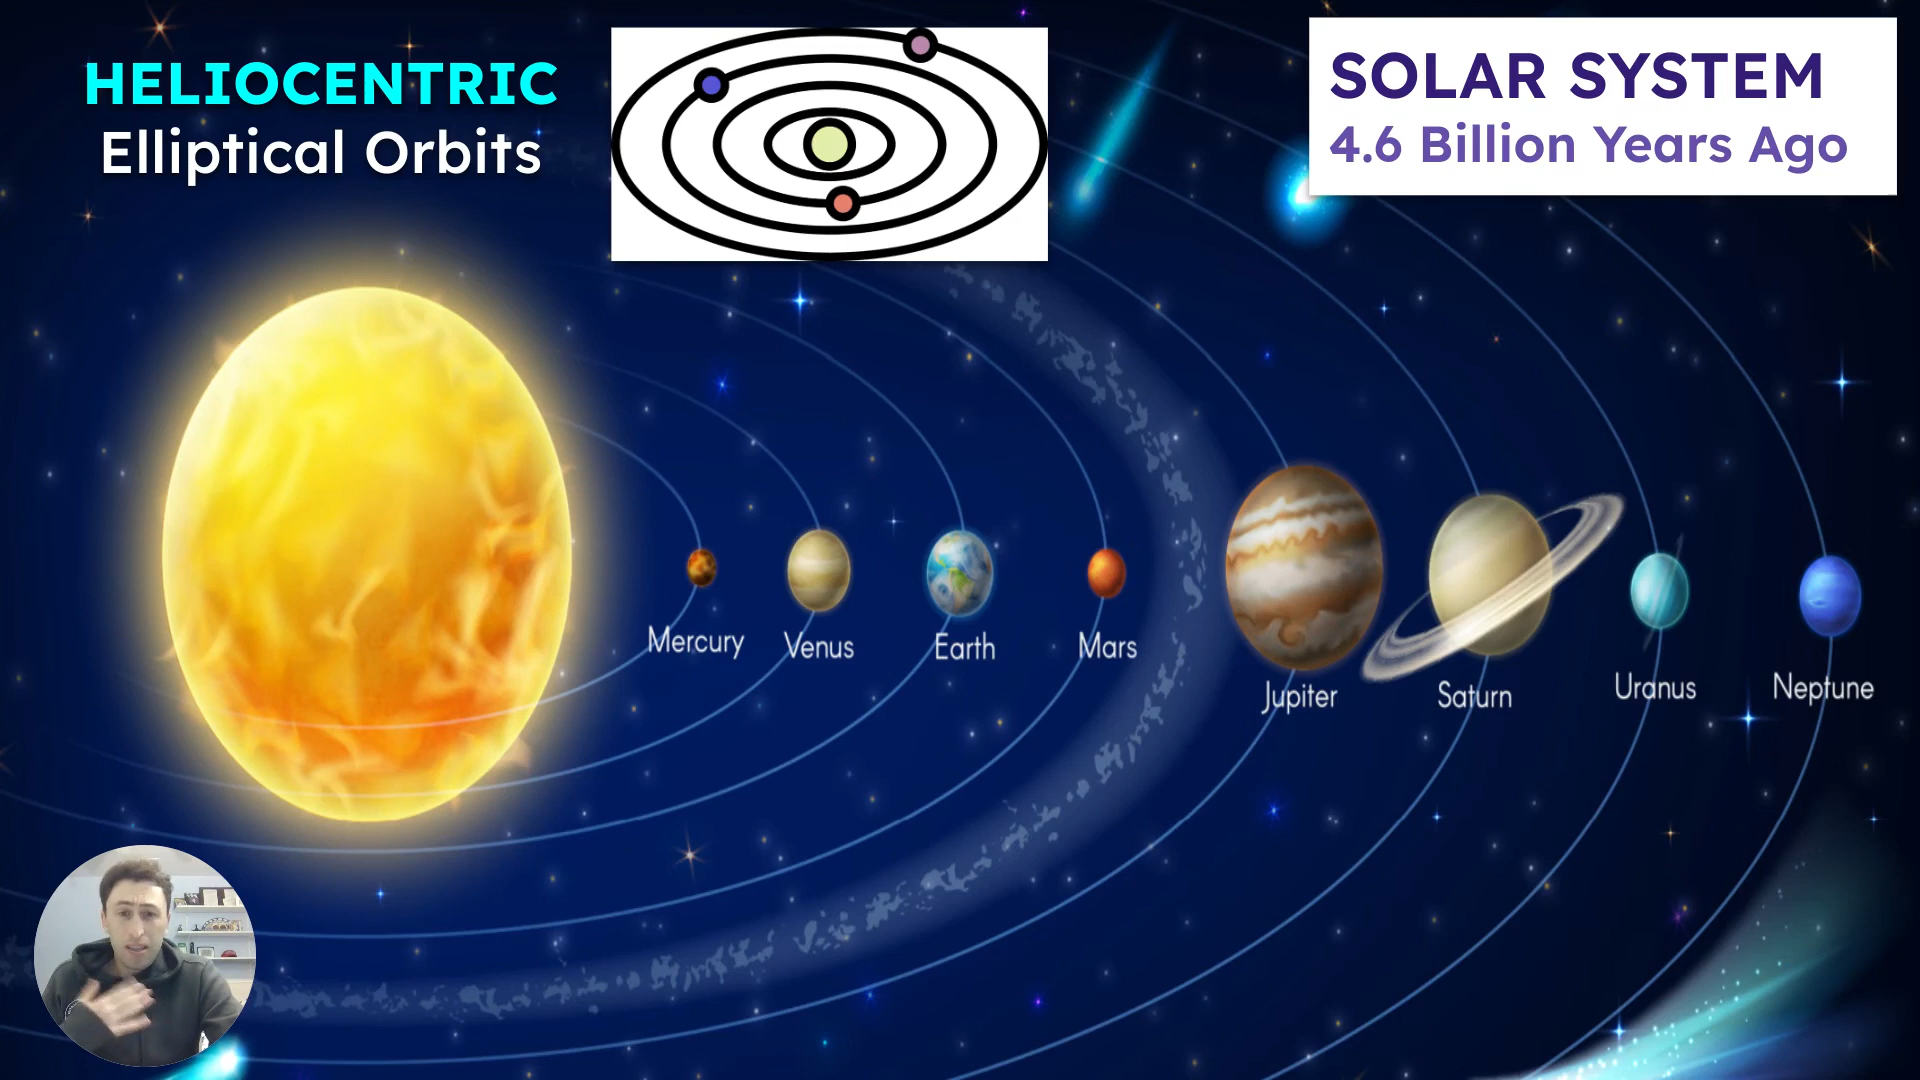 HELIOCENTRIC
Elliptical Orbits
SOLAR SYSTEM
4.6 Billion Years Ago
Mercury
Venus
Earth
Mars
Jupiter
Saturn
Uranus
Neptune